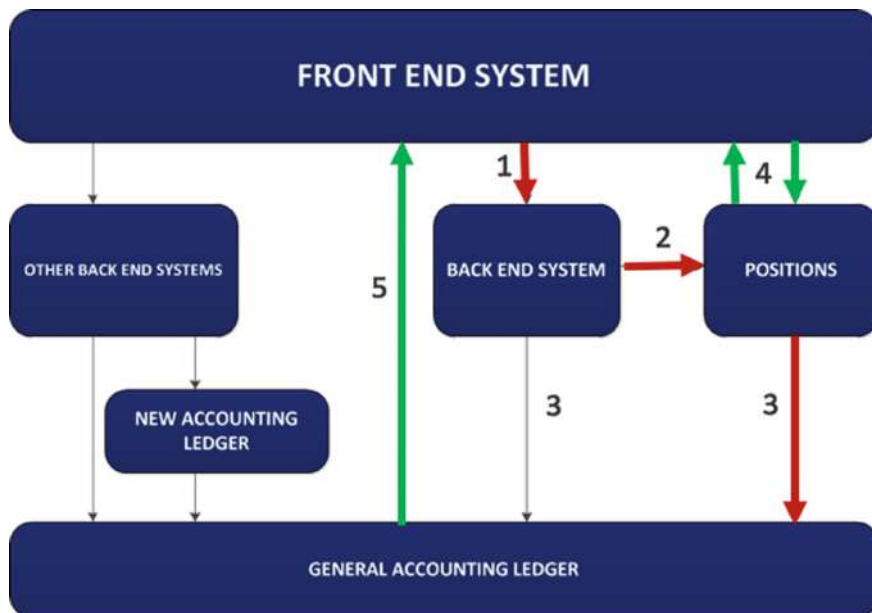 FRONT END SYSTEM
1
4
2
OTHER BACK END SYSTEMS
BACK END SYSTEM
POSITIONS
5
3
3
NEW ACCOUNTING
LEDGER
GENERAL ACCOUNTING LEDGER